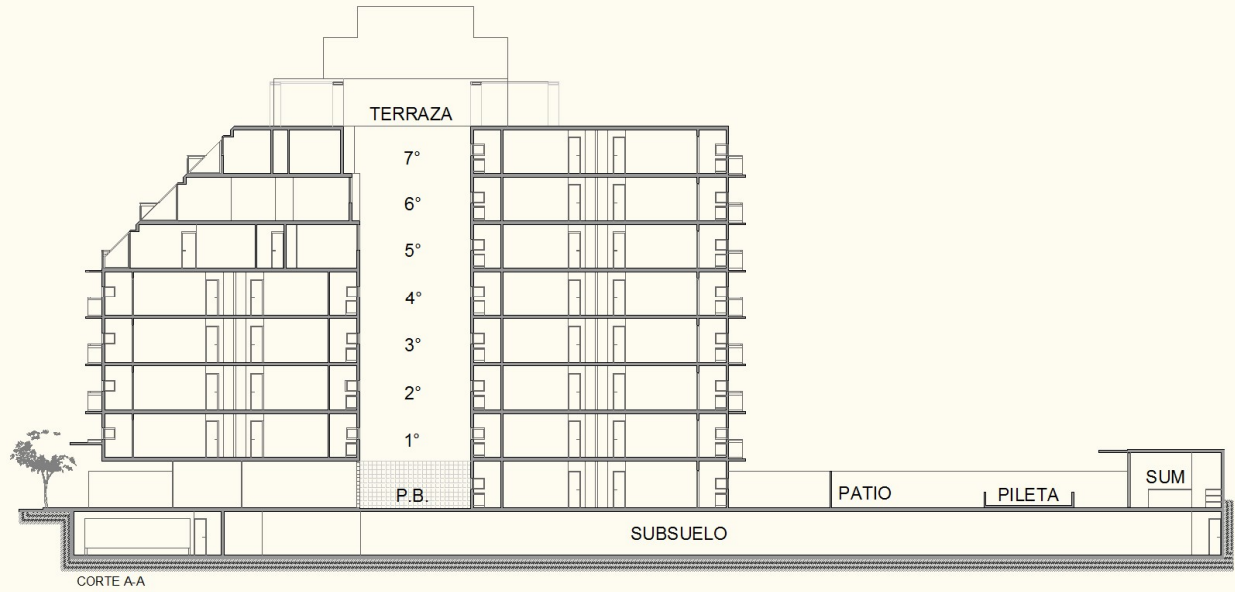 TERRAZA
7°
6°
5°
4°
3°
2°
1°
P.B.
PATIO
PILETA
SUM
SUBSUELO
CORTE A-A